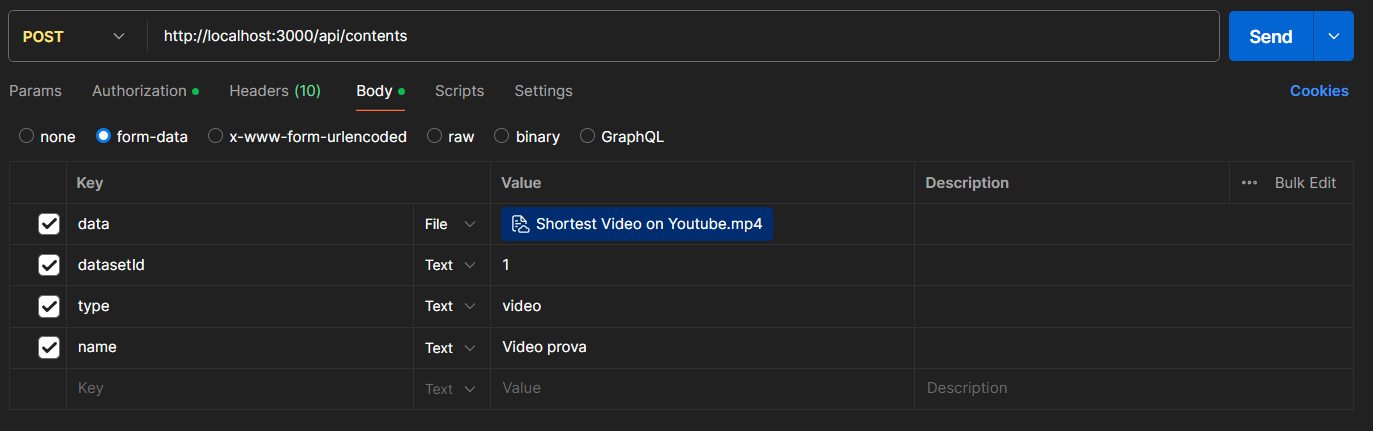 POST http://localhost:3000/api/contents Send
Params Authorization Headers (10) Body Scripts Settings Cookies
none form-data x-www-form-urlencoded raw binary GraphQL
Key Value Description ··· Bulk Edit
data File Shortest Video on Youtube.mp4
datasetId Text 1
type Text video
name Text Video prova
Key Text Value Description